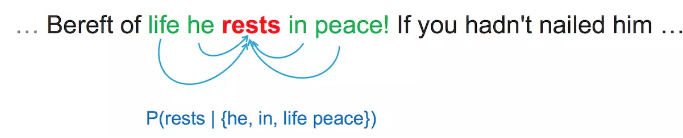 … Bereft of life he rests in peace! If you hadn't nailed him …
P(rests | {he, in, life peace})